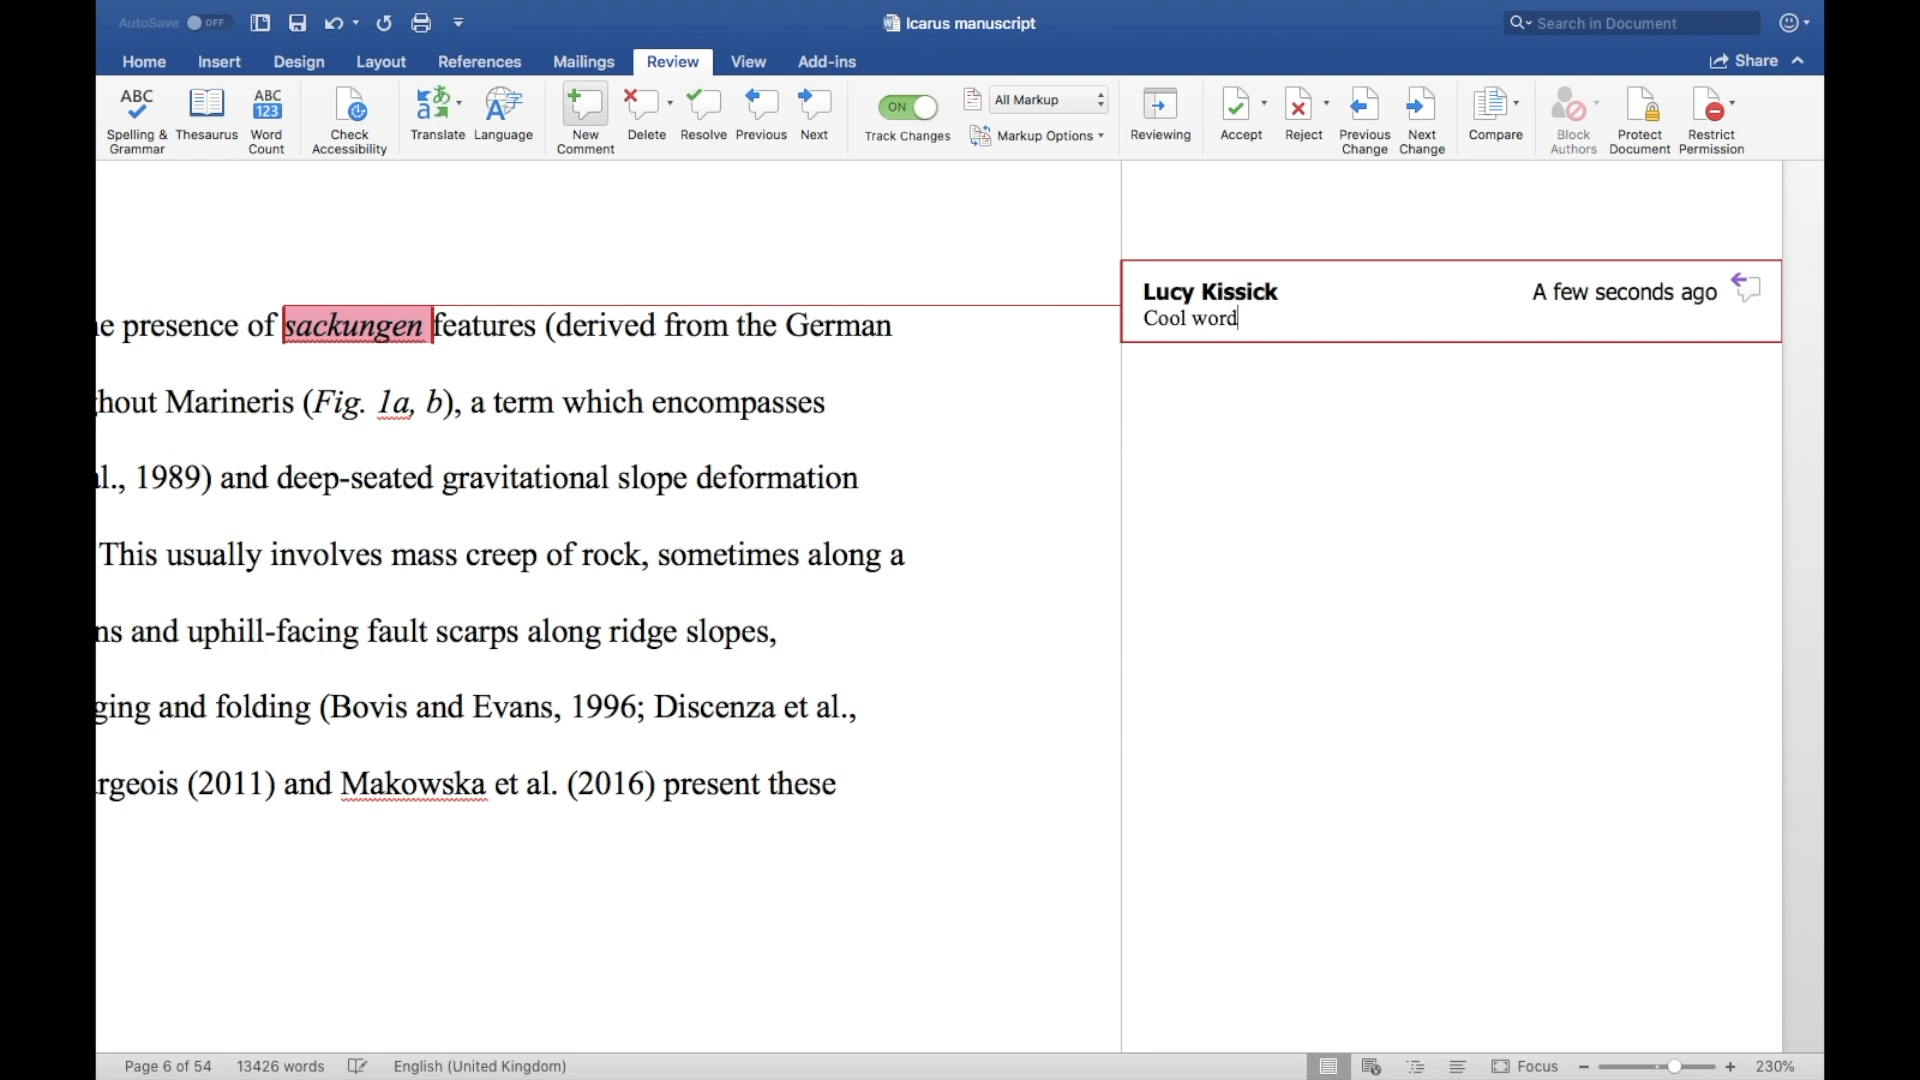 AutoSave OFF
Icarus manuscript
Search in Document
Home Insert Design Layout References Mailings Review View Add-ins Share
ABC Spelling & Grammar
Thesaurus
ABC 123 Word Count
Check Accessibility
Translate
Language
New Comment
Delete
Resolve
Previous
Next
ON Track Changes
All Markup
Markup Options
Reviewing
Accept
Reject
Previous Change
Next Change
Compare
Block Authors
Protect Document
Restrict Permission
e presence of sackungen features (derived from the German
hout Marineris (Fig. 1a, b), a term which encompasses
al., 1989) and deep-seated gravitational slope deformation
This usually involves mass creep of rock, sometimes along a
ns and uphill-facing fault scarps along ridge slopes,
ging and folding (Bovis and Evans, 1996; Discenza et al.,
rgeois (2011) and Makowska et al. (2016) present these
Lucy Kissick A few seconds ago
Cool word
Page 6 of 54 13426 words English (United Kingdom) Focus 230%